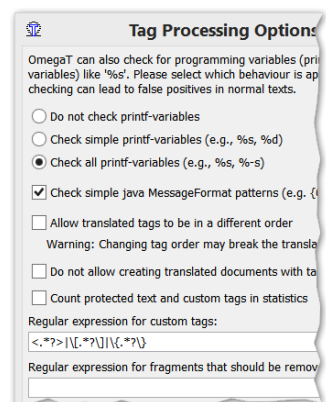 Tag Processing Options
OmegaT can also check for programming variables (pri
variables) like '%s'. Please select which behaviour is ap
checking can lead to false positives in normal texts.
Do not check printf-variables
Check simple printf-variables (e.g., %s, %d)
Check all printf-variables (e.g., %s, %-s)
Check simple java MessageFormat patterns (e.g. {
Allow translated tags to be in a different order
Warning: Changing tag order may break the transla
Do not allow creating translated documents with ta
Count protected text and custom tags in statistics
Regular expression for custom tags:
<.*?>|\[.*?\]|\{.*?\}
Regular expression for fragments that should be remov